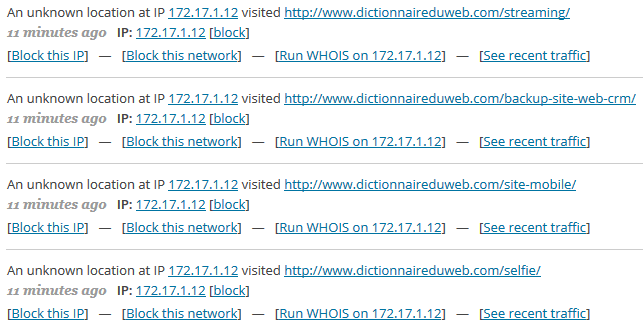 An unknown location at IP 172.17.1.12 visited http://www.dictionnaireduweb.com/streaming/
11 minutes ago IP: 172.17.1.12 [block]
[Block this IP] — [Block this network] — [Run WHOIS on 172.17.1.12] — [See recent traffic]
An unknown location at IP 172.17.1.12 visited http://www.dictionnaireduweb.com/backup-site-web-crm/
11 minutes ago IP: 172.17.1.12 [block]
[Block this IP] — [Block this network] — [Run WHOIS on 172.17.1.12] — [See recent traffic]
An unknown location at IP 172.17.1.12 visited http://www.dictionnaireduweb.com/site-mobile/
11 minutes ago IP: 172.17.1.12 [block]
[Block this IP] — [Block this network] — [Run WHOIS on 172.17.1.12] — [See recent traffic]
An unknown location at IP 172.17.1.12 visited http://www.dictionnaireduweb.com/selfie/
11 minutes ago IP: 172.17.1.12 [block]
[Block this IP] — [Block this network] — [Run WHOIS on 172.17.1.12] — [See recent traffic]